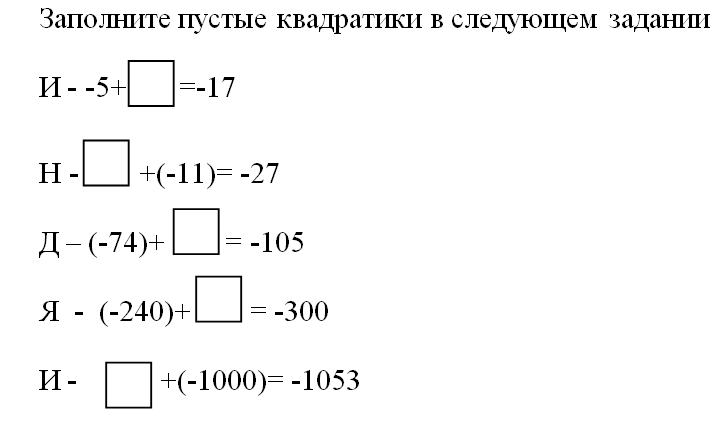 Заполните пустые квадратики в следующем задании
И - -5+ =-17
Н - +(-11)= -27
Д – (-74)+ = -105
Я - (-240)+ = -300
И - +(-1000)= -1053